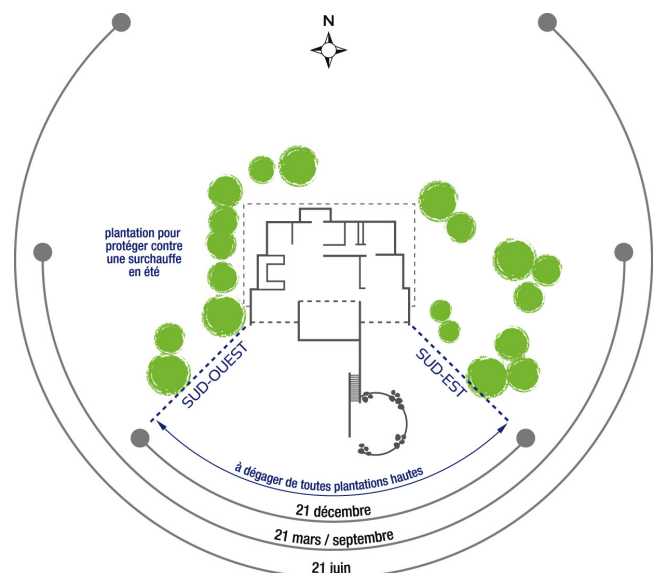 N
plantation pour
protéger contre
une surchauffe
en été
SUD-OUEST
SUD-EST
à dégager de toutes plantations hautes
21 décembre
21 mars / septembre
21 juin